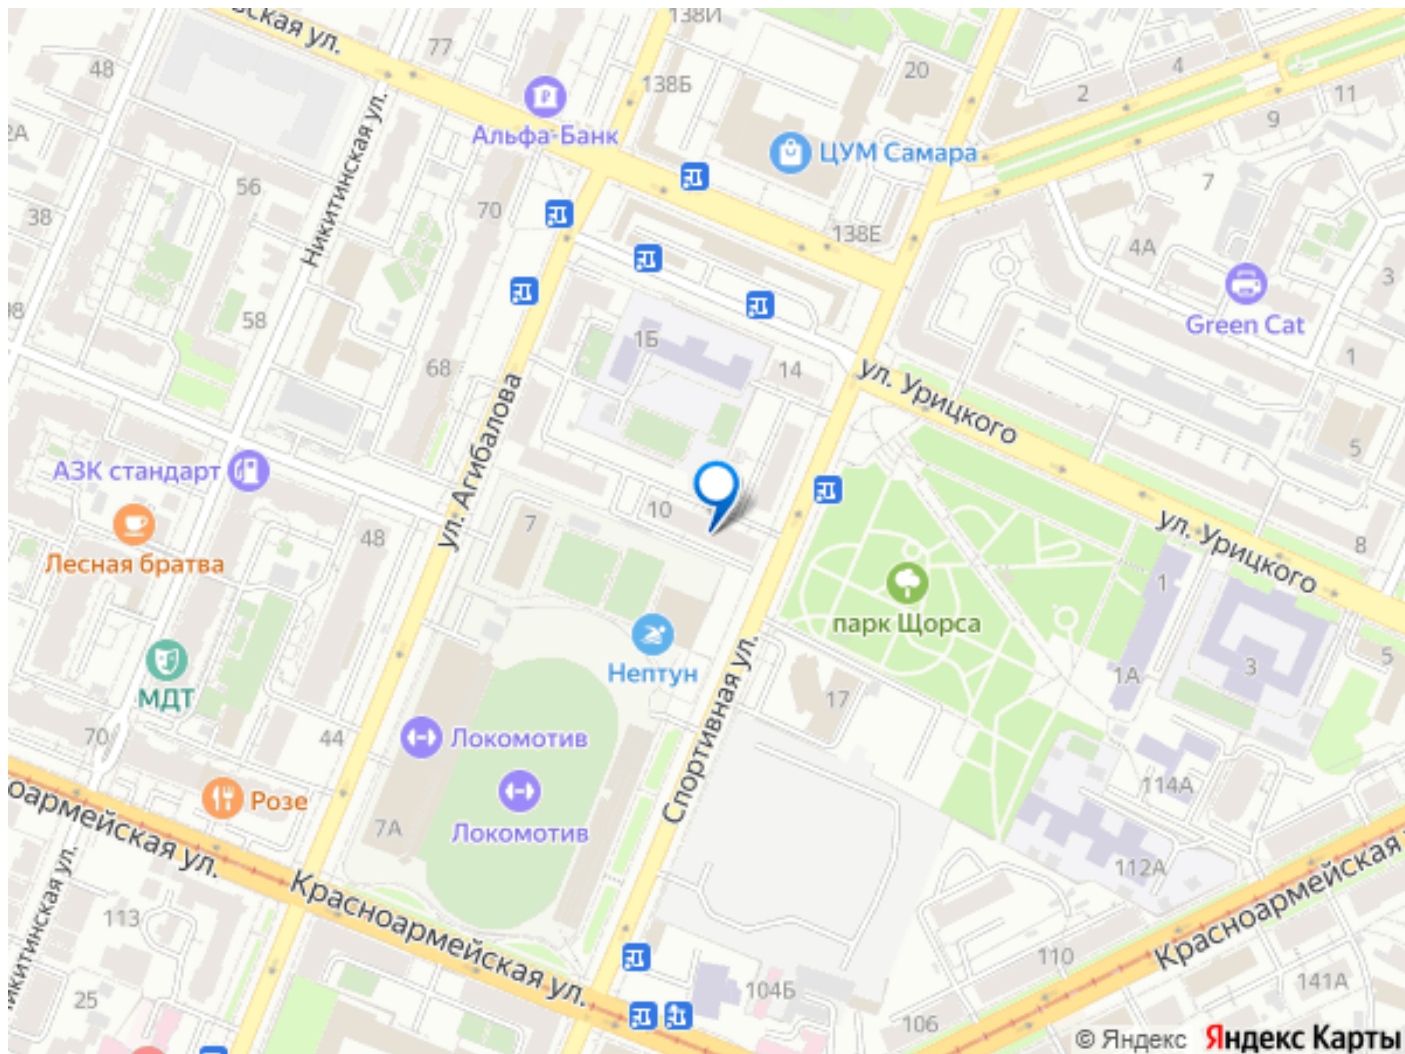 138И
ская ул.
77
48
138Б
20
4
2
11
9
2А
Альфа-Банк
ЦУМ Самара
Никитинская ул.
56
7
38
70
138Е
4А
3
98
58
1Б
Green Cat
68
14
1
ул. Урицкого
ул. Агибалова
5
АЗК стандарт
10
7
48
ул. Урицкого
8
Лесная братва
1
парк Щорса
Нептун
3
5
1А
МДТ
17
70
44
Локомотив
Спортивная ул.
114А
Розе
Локомотив
7А
оармейская ул.
112А
Красноармейская ул.
Красноармейская
икитинская ул.
113
110
141А
25
104Б
106
© Яндекс Яндекс Карты